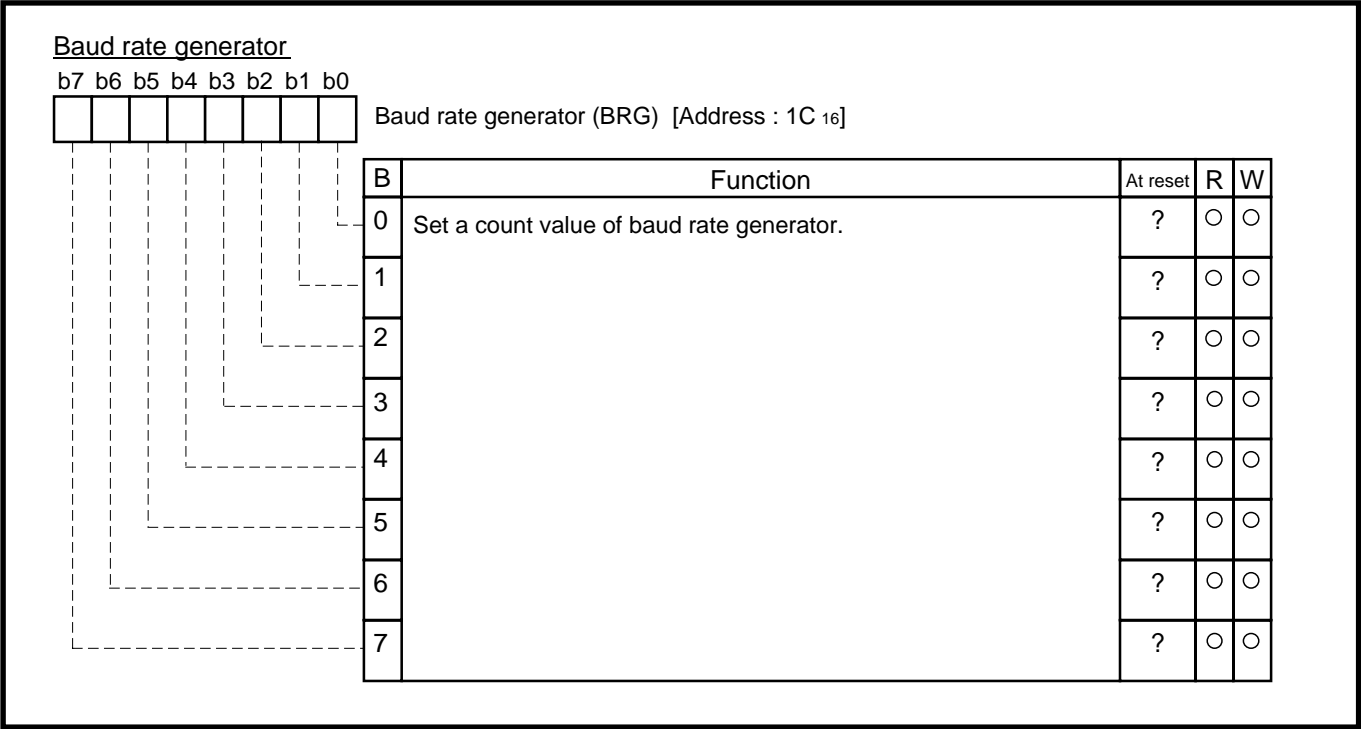 Baud rate generator
b7 b6 b5 b4 b3 b2 b1 b0
Baud rate generator (BRG) [Address : 1C 16]
B Function At reset R W
0 Set a count value of baud rate generator. ? ○ ○
1 ? ○ ○
2 ? ○ ○
3 ? ○ ○
4 ? ○ ○
5 ? ○ ○
6 ? ○ ○
7 ? ○ ○